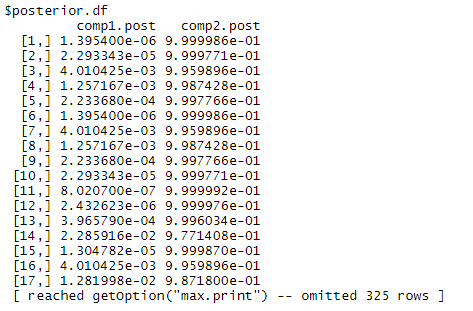 $posterior.df
comp1.post comp2.post
[1,] 1.395400e-06 9.999986e-01
[2,] 2.293343e-05 9.999771e-01
[3,] 4.010425e-03 9.959896e-01
[4,] 1.257167e-03 9.987428e-01
[5,] 2.233680e-04 9.997766e-01
[6,] 1.395400e-06 9.999986e-01
[7,] 4.010425e-03 9.959896e-01
[8,] 1.257167e-03 9.987428e-01
[9,] 2.233680e-04 9.997766e-01
[10,] 2.293343e-05 9.999771e-01
[11,] 8.020700e-07 9.999992e-01
[12,] 2.432623e-06 9.999976e-01
[13,] 3.965790e-04 9.996034e-01
[14,] 2.285916e-02 9.771408e-01
[15,] 1.304782e-05 9.999870e-01
[16,] 4.010425e-03 9.959896e-01
[17,] 1.281998e-02 9.871800e-01
[ reached getOption("max.print") -- omitted 325 rows ]